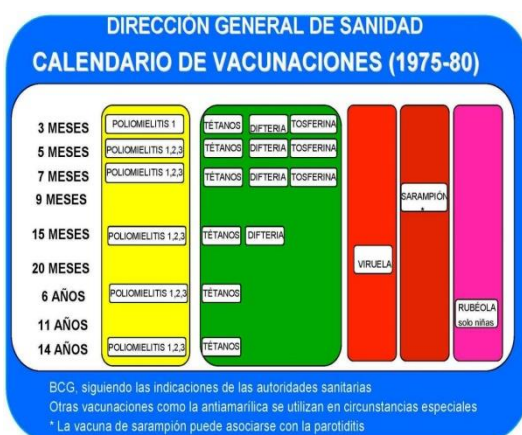 DIRECCIÓN GENERAL DE SANIDAD
CALENDARIO DE VACUNACIONES (1975-80)
3 MESES POLIOMIELITIS 1 TÉTANOS DIFTERIA TOSFERINA
5 MESES POLIOMIELITIS 1,2,3 TÉTANOS DIFTERIA TOSFERINA
7 MESES POLIOMIELITIS 1,2,3 TÉTANOS DIFTERIA TOSFERINA
9 MESES SARAMPIÓN *
15 MESES POLIOMIELITIS 1,2,3 TÉTANOS DIFTERIA
20 MESES VIRUELA
6 AÑOS POLIOMIELITIS 1,2,3 TÉTANOS
11 AÑOS RUBÉOLA solo niñas
14 AÑOS POLIOMIELITIS 1,2,3 TÉTANOS
BCG, siguiendo las indicaciones de las autoridades sanitarias
Otras vacunaciones como la antiamarílica se utilizan en circunstancias especiales
* La vacuna de sarampión puede asociarse con la parotiditis